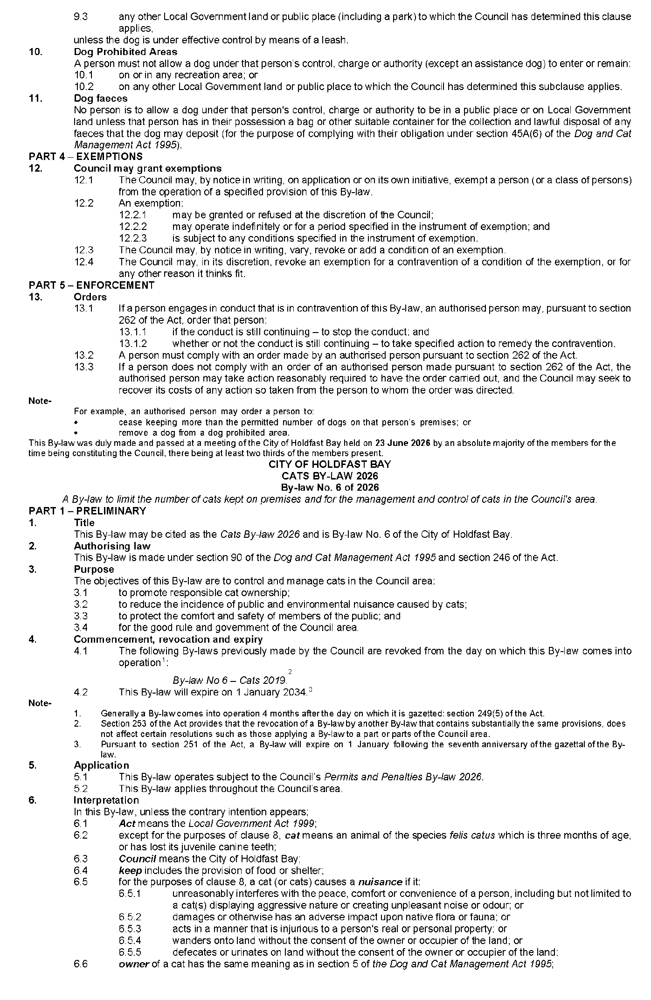 9.3 any other Local Government land or public place (including a park) to which the Council has determined this clause
applies,
unless the dog is under effective control by means of a leash.
10. Dog Prohibited Areas
A person must not allow a dog under that person's control, charge or authority (except an assistance dog) to enter or remain:
10.1 on or in any recreation area; or
10.2 on any other Local Government land or public place to which the Council has determined this subclause applies.
11. Dog faeces
No person is to allow a dog under that person's control, charge or authority to be in a public place or on Local Government
land unless that person has in their possession a bag or other suitable container for the collection and lawful disposal of any
faeces that the dog may deposit (for the purpose of complying with their obligation under section 45A(6) of the Dog and Cat
Management Act 1995).
PART 4 – EXEMPTIONS
12. Council may grant exemptions
12.1 The Council may, by notice in writing, on application or on its own initiative, exempt a person (or a class of persons)
from the operation of a specified provision of this By-law.
12.2 An exemption:
12.2.1 may be granted or refused at the discretion of the Council;
12.2.2 may operate indefinitely or for a period specified in the instrument of exemption; and
12.2.3 is subject to any conditions specified in the instrument of exemption.
12.3 The Council may, by notice in writing, vary, revoke or add a condition of an exemption.
12.4 The Council may, in its discretion, revoke an exemption for a contravention of a condition of the exemption, or for
any other reason it thinks fit.
PART 5 – ENFORCEMENT
13. Orders
13.1 If a person engages in conduct that is in contravention of this By-law, an authorised person may, pursuant to section
262 of the Act, order that person:
13.1.1 if the conduct is still continuing – to stop the conduct; and
13.1.2 whether or not the conduct is still continuing – to take specified action to remedy the contravention.
13.2 A person must comply with an order made by an authorised person pursuant to section 262 of the Act.
13.3 If a person does not comply with an order of an authorised person made pursuant to section 262 of the Act, the
authorised person may take action reasonably required to have the order carried out, and the Council may seek to
recover its costs of any action so taken from the person to whom the order was directed.
Note-
For example, an authorised person may order a person to:
• cease keeping more than the permitted number of dogs on that person's premises; or
• remove a dog from a dog prohibited area.
This By-law was duly made and passed at a meeting of the City of Holdfast Bay held on 23 June 2026 by an absolute majority of the members for the
time being constituting the Council, there being at least two thirds of the members present.
CITY OF HOLDFAST BAY
CATS BY-LAW 2026
By-law No. 6 of 2026
A By-law to limit the number of cats kept on premises and for the management and control of cats in the Council's area.
PART 1 – PRELIMINARY
1. Title
This By-law may be cited as the Cats By-law 2026 and is By-law No. 6 of the City of Holdfast Bay.
2. Authorising law
This By-law is made under section 90 of the Dog and Cat Management Act 1995 and section 246 of the Act.
3. Purpose
The objectives of this By-law are to control and manage cats in the Council area:
3.1 to promote responsible cat ownership;
3.2 to reduce the incidence of public and environmental nuisance caused by cats;
3.3 to protect the comfort and safety of members of the public; and
3.4 for the good rule and government of the Council area.
4. Commencement, revocation and expiry
4.1 The following By-laws previously made by the Council are revoked from the day on which this By-law comes into
operation1:
By-law No 6 – Cats 2019.2
4.2 This By-law will expire on 1 January 2034.3
Note-
1. Generally a By-law comes into operation 4 months after the day on which it is gazetted: section 249(5) of the Act.
2. Section 253 of the Act provides that the revocation of a By-law by another By-law that contains substantially the same provisions, does
not affect certain resolutions such as those applying a By-law to a part or parts of the Council area.
3. Pursuant to section 251 of the Act, a By-law will expire on 1 January following the seventh anniversary of the gazettal of the By-
law.
5. Application
5.1 This By-law operates subject to the Council's Permits and Penalties By-law 2026.
5.2 This By-law applies throughout the Council's area.
6. Interpretation
In this By-law, unless the contrary intention appears;
6.1 Act means the Local Government Act 1999;
6.2 except for the purposes of clause 8, cat means an animal of the species felis catus which is three months of age,
or has lost its juvenile canine teeth;
6.3 Council means the City of Holdfast Bay;
6.4 keep includes the provision of food or shelter;
6.5 for the purposes of clause 8, a cat (or cats) causes a nuisance if it:
6.5.1 unreasonably interferes with the peace, comfort or convenience of a person, including but not limited to
a cat(s) displaying aggressive nature or creating unpleasant noise or odour; or
6.5.2 damages or otherwise has an adverse impact upon native flora or fauna; or
6.5.3 acts in a manner that is injurious to a person's real or personal property; or
6.5.4 wanders onto land without the consent of the owner or occupier of the land; or
6.5.5 defecates or urinates on land without the consent of the owner or occupier of the land;
6.6 owner of a cat has the same meaning as in section 5 of the Dog and Cat Management Act 1995;